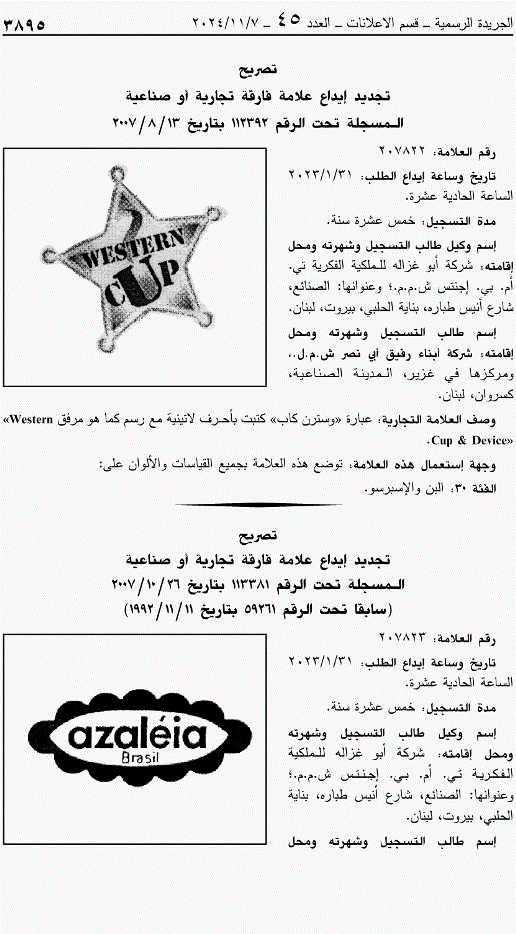 الجريدة الرسمية ــ قسم الاعلانات ــ العدد ٤٥ ــ ٢٠٢٤/١١/٧
٣٨٩٥
تصريح
تجديد إيداع علامة فارقة تجارية أو صناعية
المسجلة تحت الرقم ١١٢٣٩٢ بتاريخ ٢٠٠٧/٨/١٣
رقم العلامة: ٢٠٧٨٢٢
تاريخ وساعة إيداع الطلب: ٢٠٢٣/١/٣١
الساعة الحادية عشرة.
مدة التسجيل: خمس عشرة سنة.
إسم وكيل طالب التسجيل وشهرته ومحل
إقامته: شركة أبو غزاله للملكية الفكرية تي.
أم. بي. إجنتس ش.م.م.؛ وعنوانها: الصنائع،
شارع أنيس طباره، بناية الحلبي، بيروت، لبنان.
إسم طالب التسجيل وشهرته ومحل
إقامته: شركة أبناء رفيق أبي نصر ش.م.ل.،
ومركزها في غزير، المدينة الصناعية،
كسروان، لبنان.
WESTERN
CUP
وصف العلامة التجارية: عبارة «وسترن كاب» كتبت بأحرف لاتينية مع رسم كما هو مرفق «Western
Cup & Device».
وجهة إستعمال هذه العلامة: توضع هذه العلامة بجميع القياسات والألوان على:
الفئة ٣٠: البن والإسبرسو.
تصريح
تجديد إيداع علامة فارقة تجارية أو صناعية
المسجلة تحت الرقم ١١٣٣٨١ بتاريخ ٢٠٠٧/١٠/٢٦
(سابقا تحت الرقم ٥٩٢٦١ بتاريخ ١٩٩٢/١١/١١)
رقم العلامة: ٢٠٧٨٢٣
تاريخ وساعة إيداع الطلب: ٢٠٢٣/١/٣١
الساعة الحادية عشرة.
مدة التسجيل: خمس عشرة سنة.
إسم وكيل طالب التسجيل وشهرته
ومحل إقامته: شركة أبو غزاله للملكية
الفكرية تي. أم. بي. إجنتس ش.م.م.؛
وعنوانها: الصنائع، شارع أنيس طباره، بناية
الحلبي، بيروت، لبنان.
إسم طالب التسجيل وشهرته ومحل
azaléia
Brasil